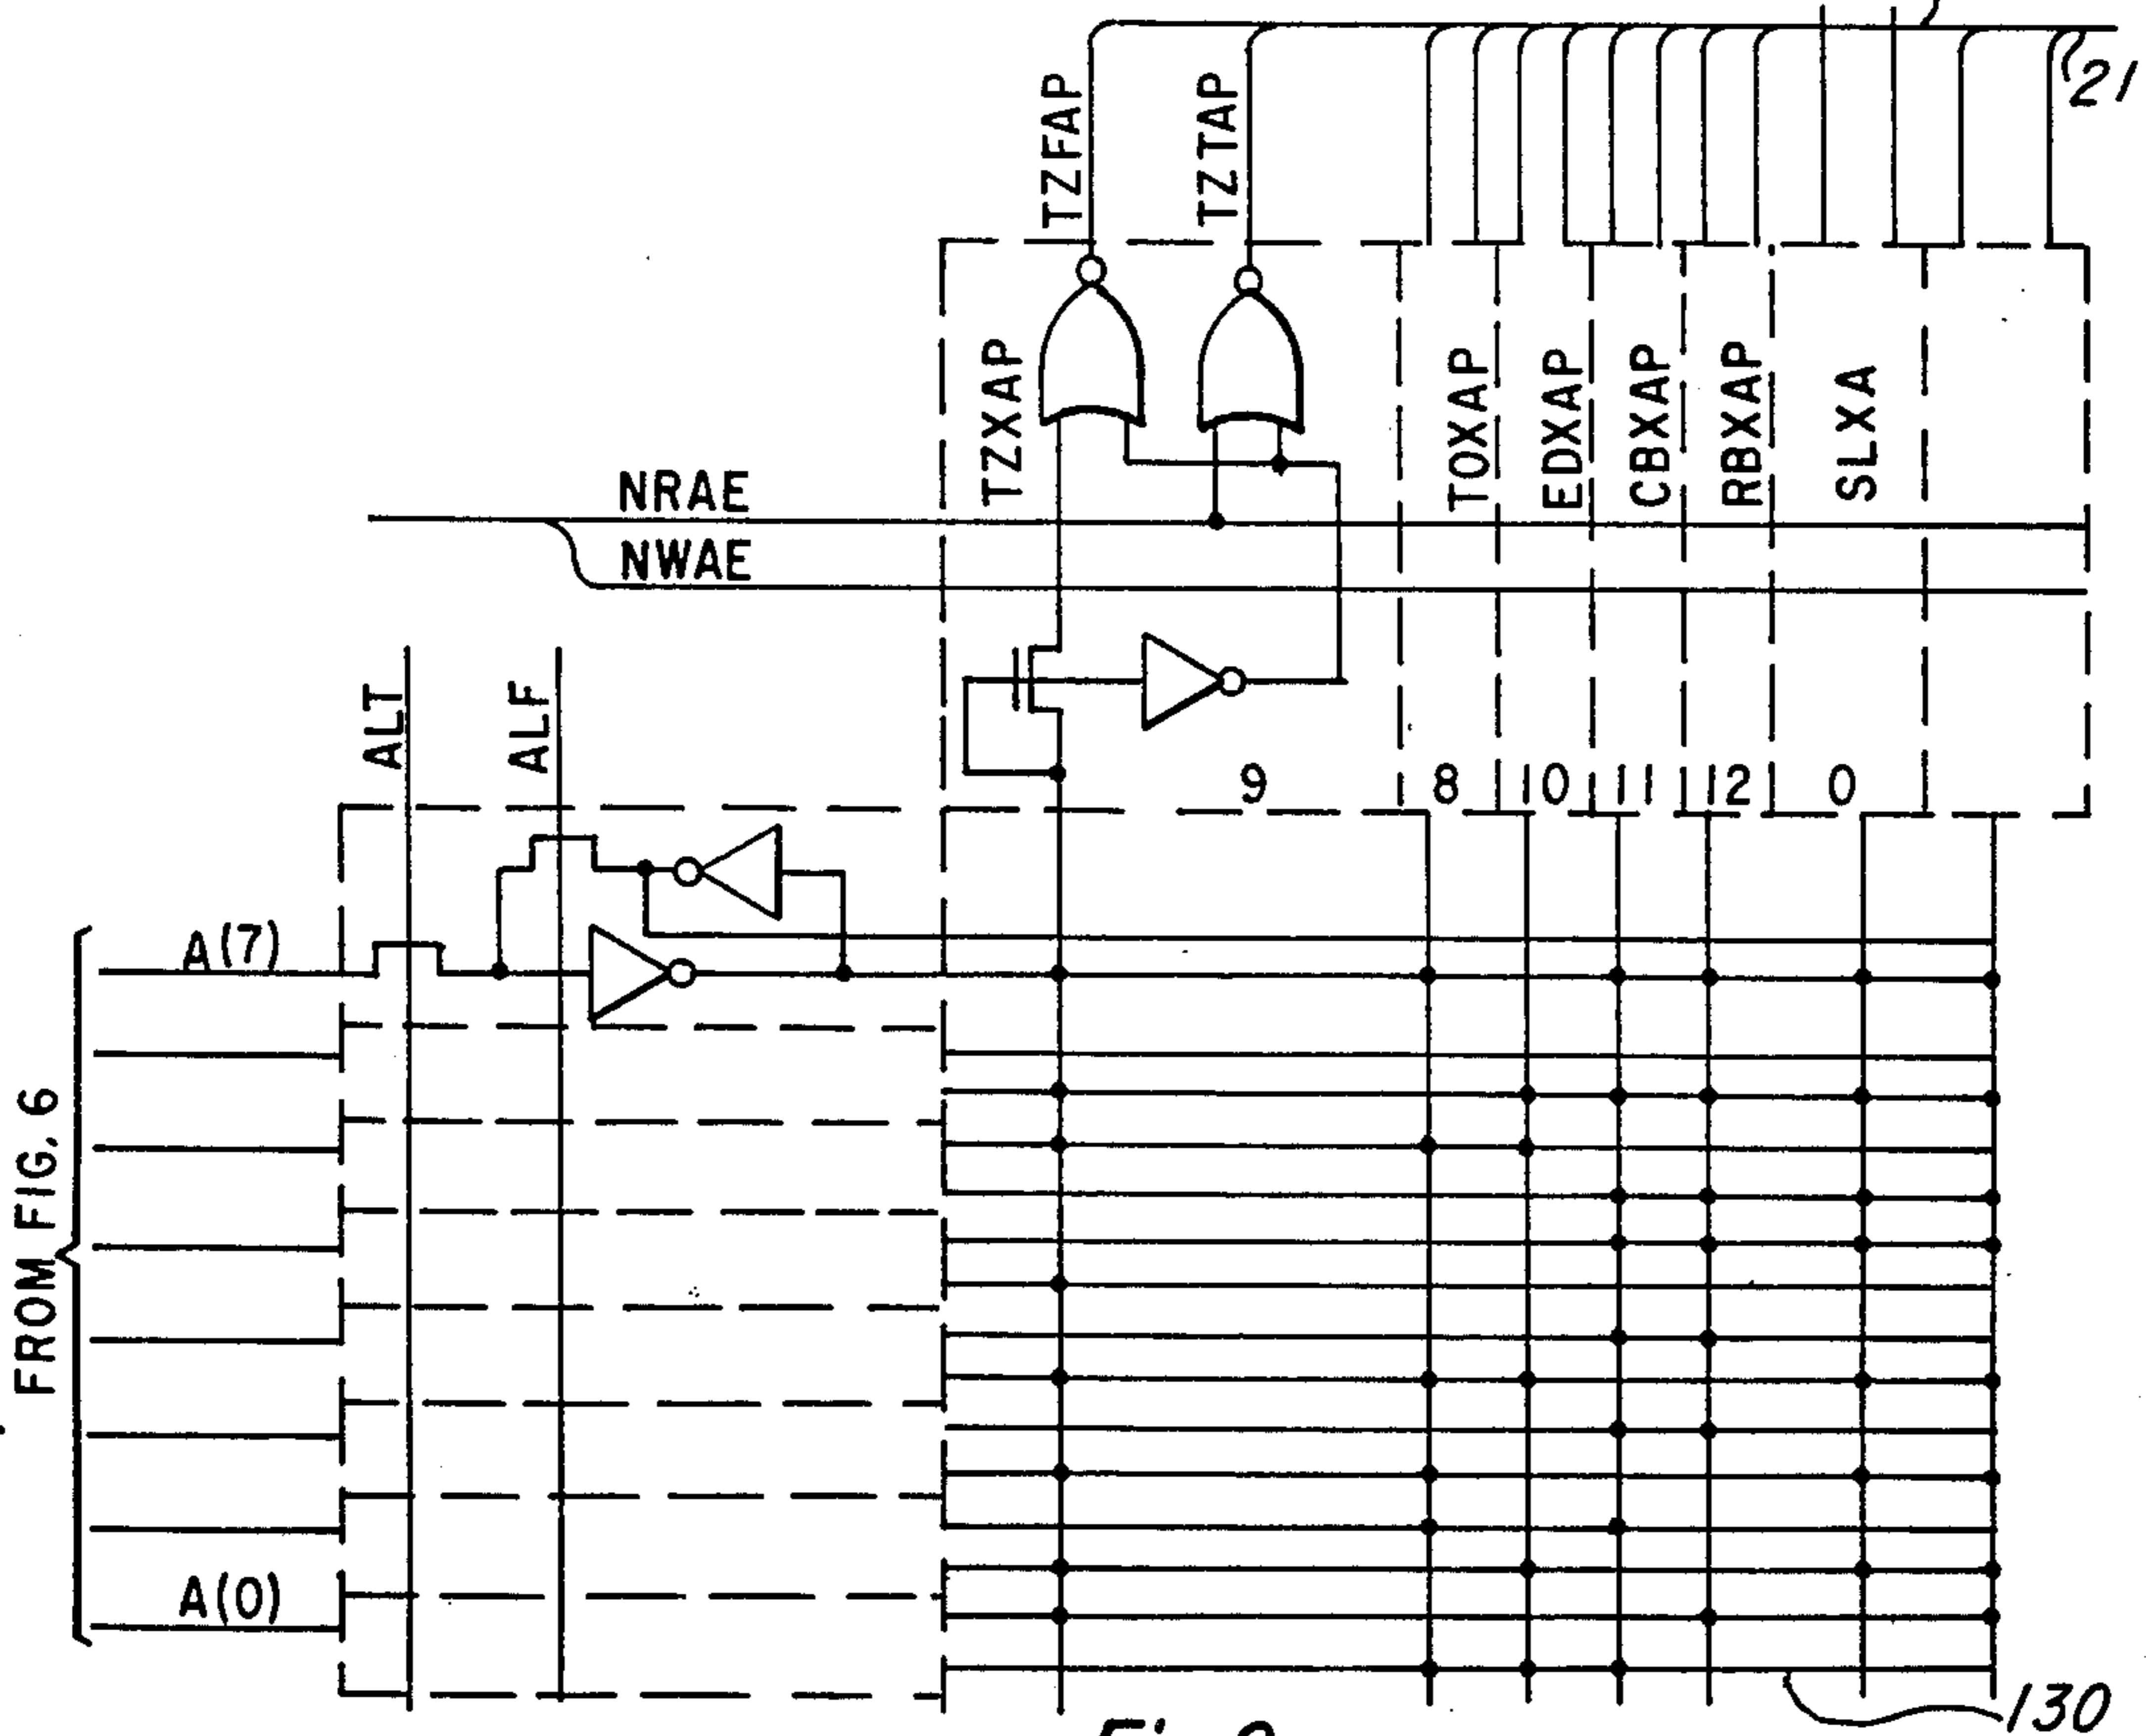 21
TZFAP
TZTAP
TZXAP
TOXAP
EDXAP
CBXAP
RBXAP
SLXA
NRAE
NWAE
ALT
ALF
9 8 10 11 12 0
A(7)
FROM FIG. 6
A(0)
130